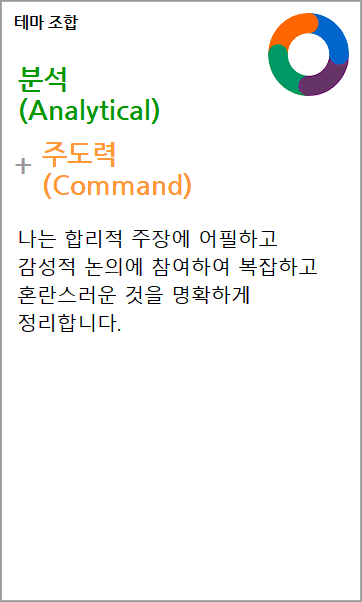 테마 조합
분석
(Analytical)
+ 주도력
(Command)
나는 합리적 주장에 어필하고
감성적 논의에 참여하여 복잡하고
혼란스러운 것을 명확하게
정리합니다.